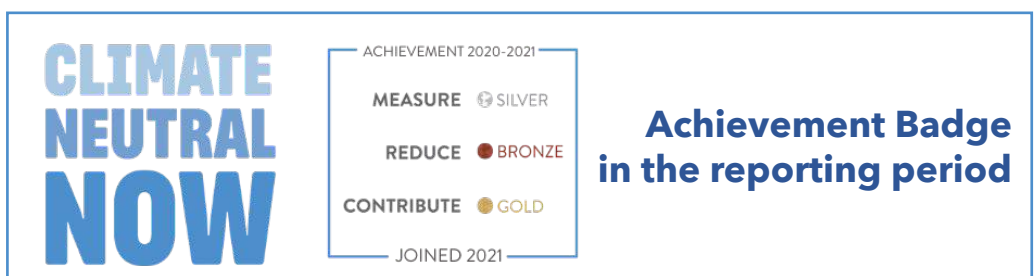 CLIMATE
NEUTRAL
NOW
ACHIEVEMENT 2020-2021
MEASURE SILVER
REDUCE BRONZE
CONTRIBUTE GOLD
JOINED 2021
Achievement Badge
in the reporting period